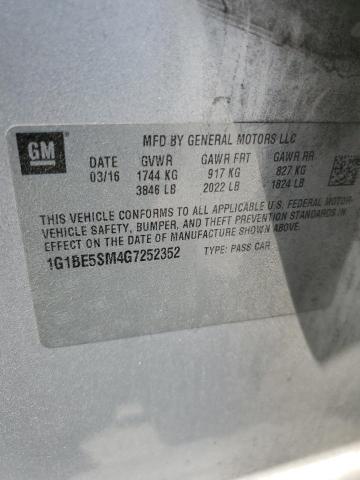 GM
MFD BY GENERAL MOTORS LLC
DATE GVWR GAWR FRT GAWR RR
03/16 1744 KG 917 KG 827 KG
3846 LB 2022 LB 1824 LB
THIS VEHICLE CONFORMS TO ALL APPLICABLE U.S. FEDERAL MOTOR
VEHICLE SAFETY, BUMPER, AND THEFT PREVENTION STANDARDS IN
EFFECT ON THE DATE OF MANUFACTURE SHOWN ABOVE.
1G1BE5SM4G7252352 TYPE: PASS CAR